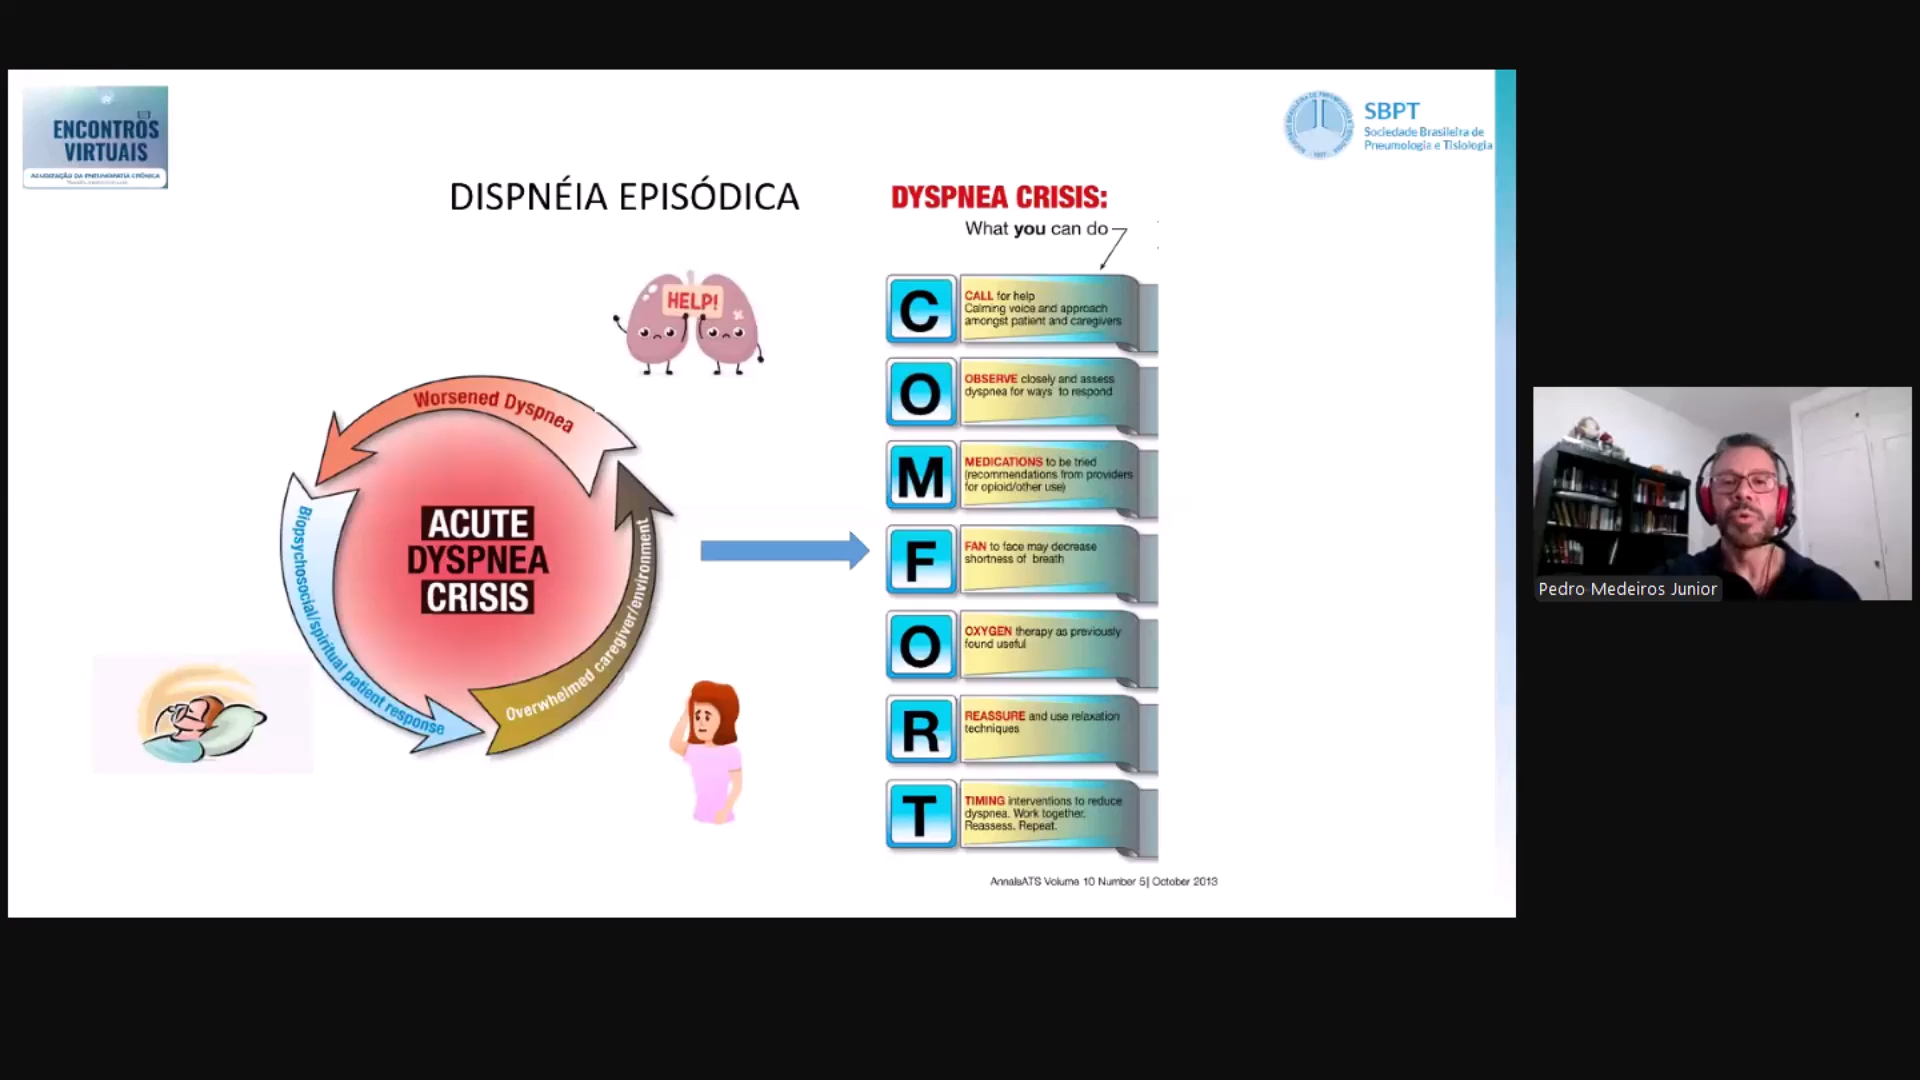 ENCONTROS
VIRTUAIS
AGUDIZAÇÃO DA PNEUMOPATIA CRÔNICA
SBPT
Sociedade Brasileira de
Pneumologia e Tisiologia
DISPNÉIA EPISÓDICA
HELP!
Worsened Dyspnea
Biopsychosocial/spiritual patient response
Overwhelmed caregiver/environment
ACUTE
DYSPNEA
CRISIS
DYSPNEA CRISIS:
What you can do
C
CALL for help
Calming voice and approach
amongst patient and caregivers
O
OBSERVE closely and assess
dyspnea for ways to respond
M
MEDICATIONS to be tried
(recommendations from providers
for opioid/other use)
F
FAN to face may decrease
shortness of breath
O
OXYGEN therapy as previously
found useful
R
REASSURE and use relaxation
techniques
T
TIMING interventions to reduce
dyspnea. Work together.
Reassess. Repeat.
AnnalsATS Volume 10 Number 5| October 2013
Pedro Medeiros Junior